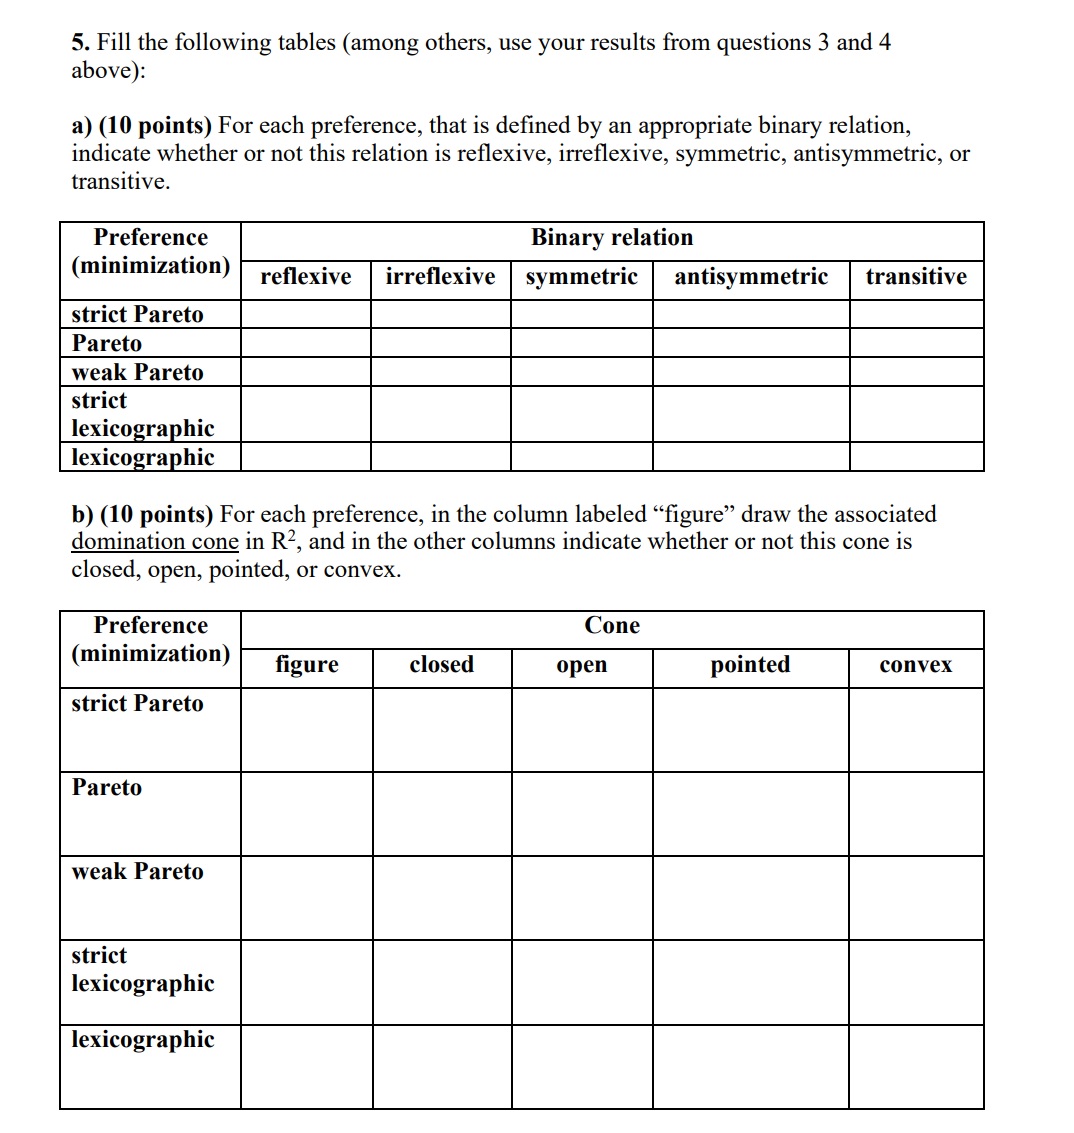 5. Fill the following tables (among others, use your results from questions 3 and 4
above):
a) (10 points) For each preference, that is defined by an appropriate binary relation,
indicate whether or not this relation is reflexive, irreflexive, symmetric, antisymmetric, or
transitive.
Preference Binary relation
(minimization) reflexive irreflexive symmetric antisymmetric transitive
strict Pareto
Pareto
weak Pareto
strict
lexicographic
lexicographic
b) (10 points) For each preference, in the column labeled “figure” draw the associated
domination cone in R², and in the other columns indicate whether or not this cone is
closed, open, pointed, or convex.
Preference Cone
(minimization) figure closed open pointed convex
strict Pareto
Pareto
weak Pareto
strict
lexicographic
lexicographic